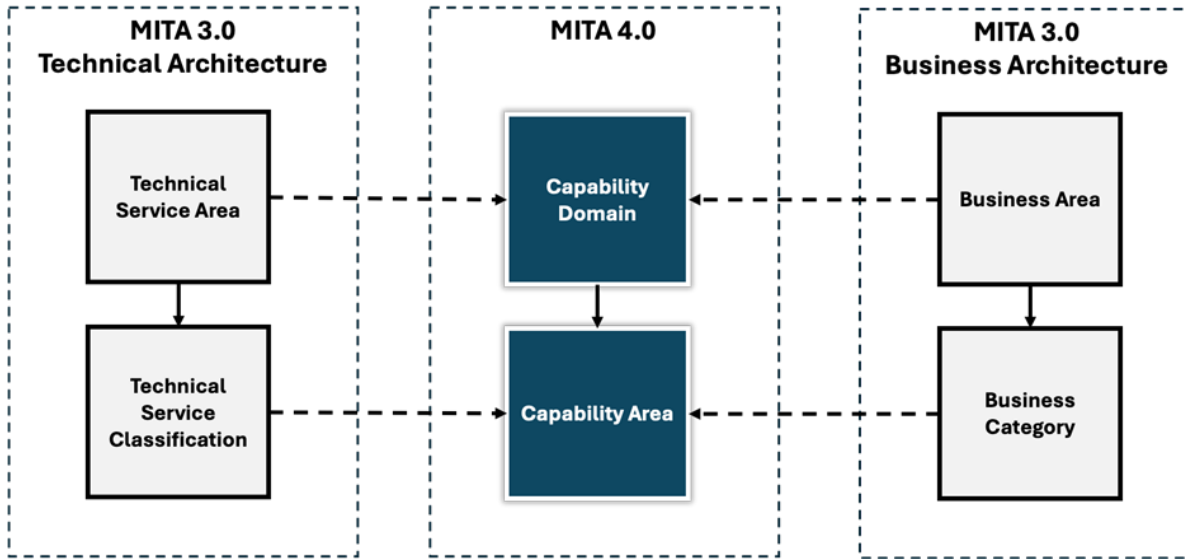 MITA 3.0
Technical Architecture
Technical
Service Area
Technical
Service
Classification
MITA 4.0
Capability
Domain
Capability Area
MITA 3.0
Business Architecture
Business Area
Business
Category